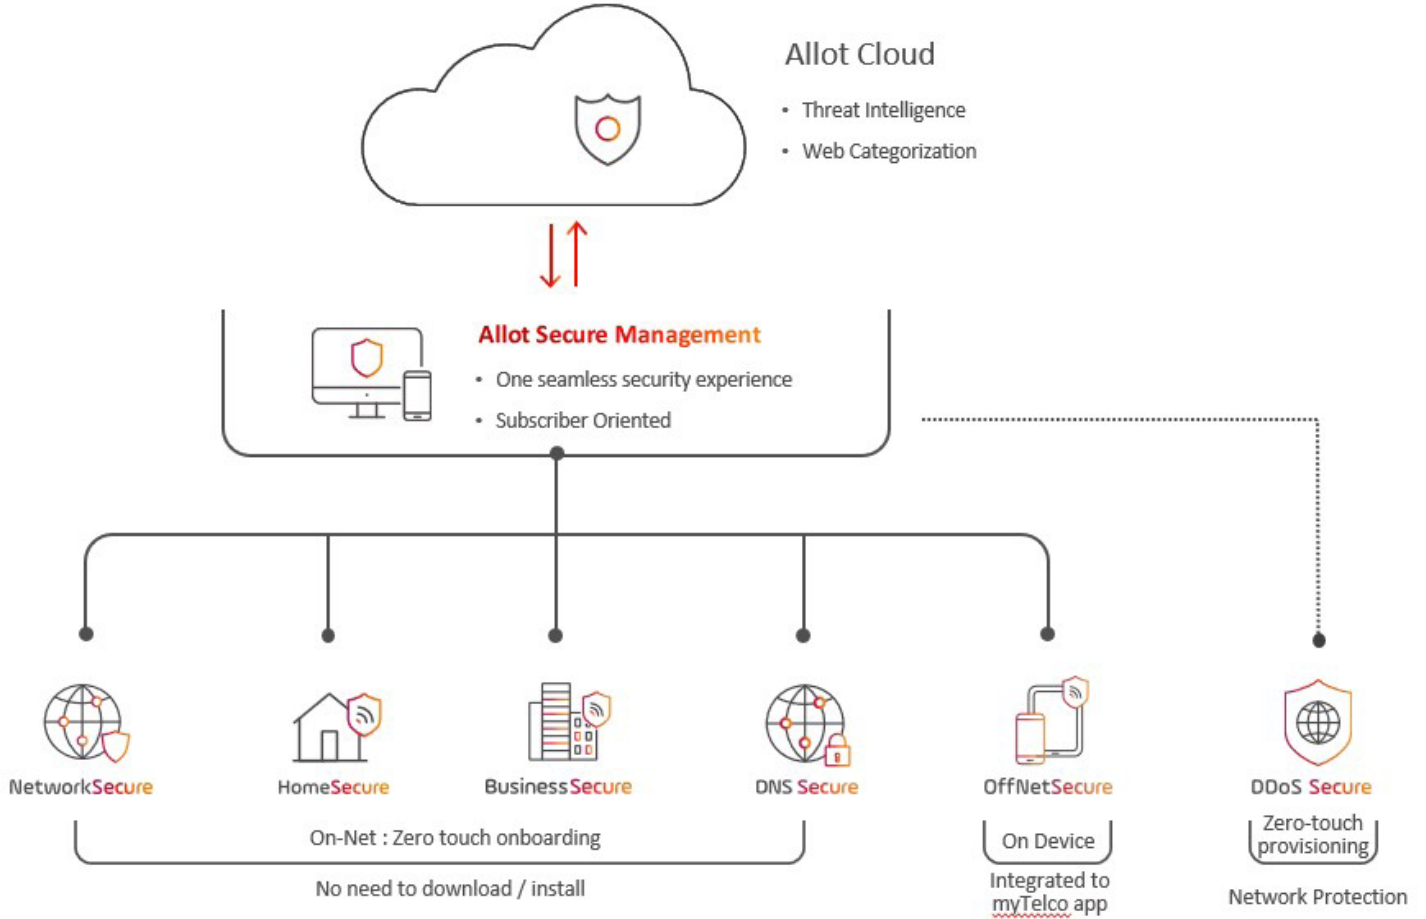 Allot Cloud
• Threat Intelligence
• Web Categorization
Allot Secure Management
• One seamless security experience
• Subscriber Oriented
NetworkSecure
HomeSecure
BusinessSecure
DNS Secure
OffNetSecure
DDoS Secure
On-Net : Zero touch onboarding
No need to download / install
On Device
Integrated to
myTelco app
Zero-touch
provisioning
Network Protection